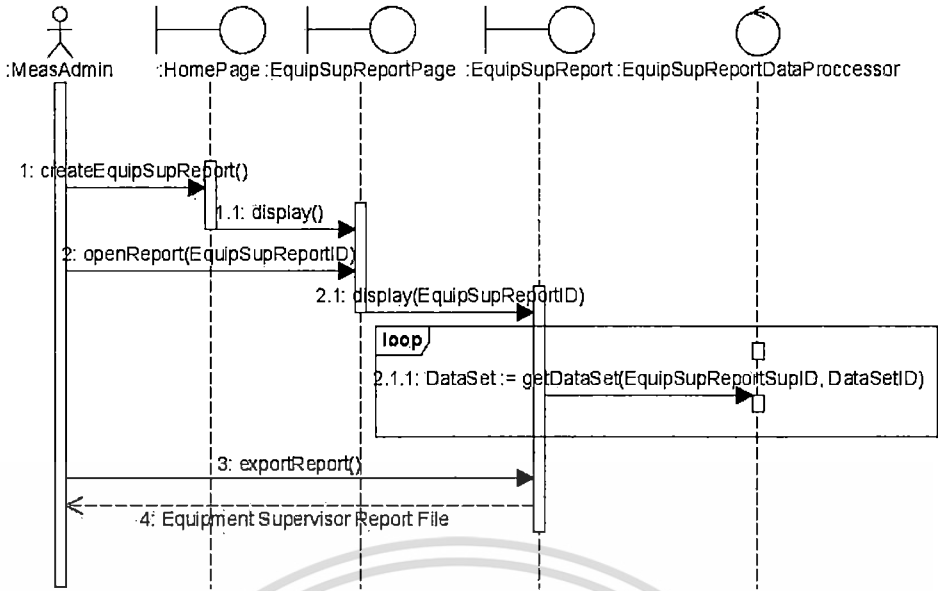 :MeasAdmin :HomePage :EquipSupReportPage :EquipSupReport :EquipSupReportDataProccessor
1: createEquipSupReport()
1.1: display()
2: openReport(EquipSupReportID)
2.1: display(EquipSupReportID)
loop
2.1.1: DataSet := getDataSet(EquipSupReportSupID, DataSetID)
3: exportReport()
4: Equipment Supervisor Report File